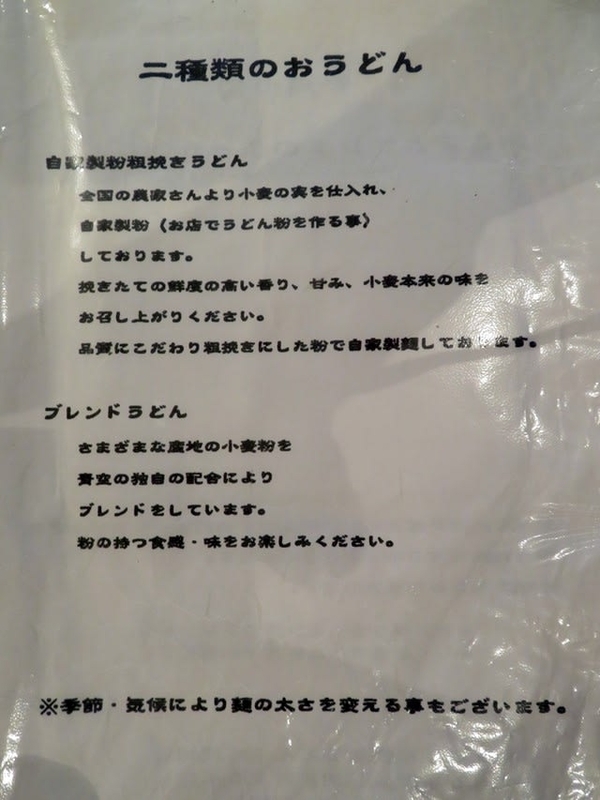 二種類のおうどん
自家製粉粗挽きうどん
全国の農家さんより小麦の実を仕入れ、
自家製粉（お店でうどん粉を作る事）
しております。
挽きたての鮮度の高い香り、甘み、小麦本来の味を
お召し上がりください。
品質にこだわり粗挽きにした粉で自家製麺しております。
ブレンドうどん
さまざまな産地の小麦粉を
青空の独自の配合により
ブレンドをしています。
粉の持つ食感・味をお楽しみください。
※季節・気候により麺の太さを変える事もございます。